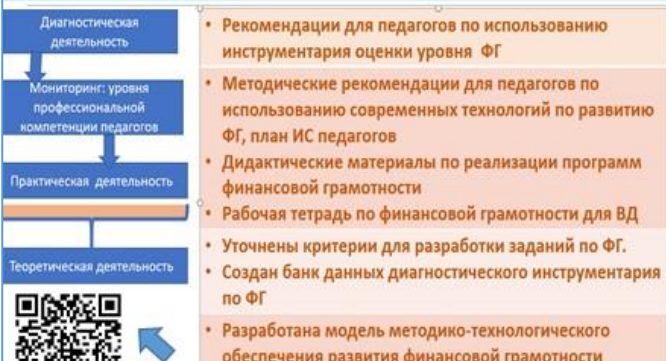 Диагностическая
деятельность
Мониторинг: уровня
профессиональной
компетенции педагогов
Практическая деятельность
Теоретическая деятельность
• Рекомендации для педагогов по использованию
инструментария оценки уровня ФГ
• Методические рекомендации для педагогов по
использованию современных технологий по развитию
ФГ, план ИС педагогов
• Дидактические материалы по реализации программ
финансовой грамотности
• Рабочая тетрадь по финансовой грамотности для ВД
• Уточнены критерии для разработки заданий по ФГ.
• Создан банк данных диагностического инструментария
по ФГ
• Разработана модель методико-технологического
обеспечения развития финансовой грамотности